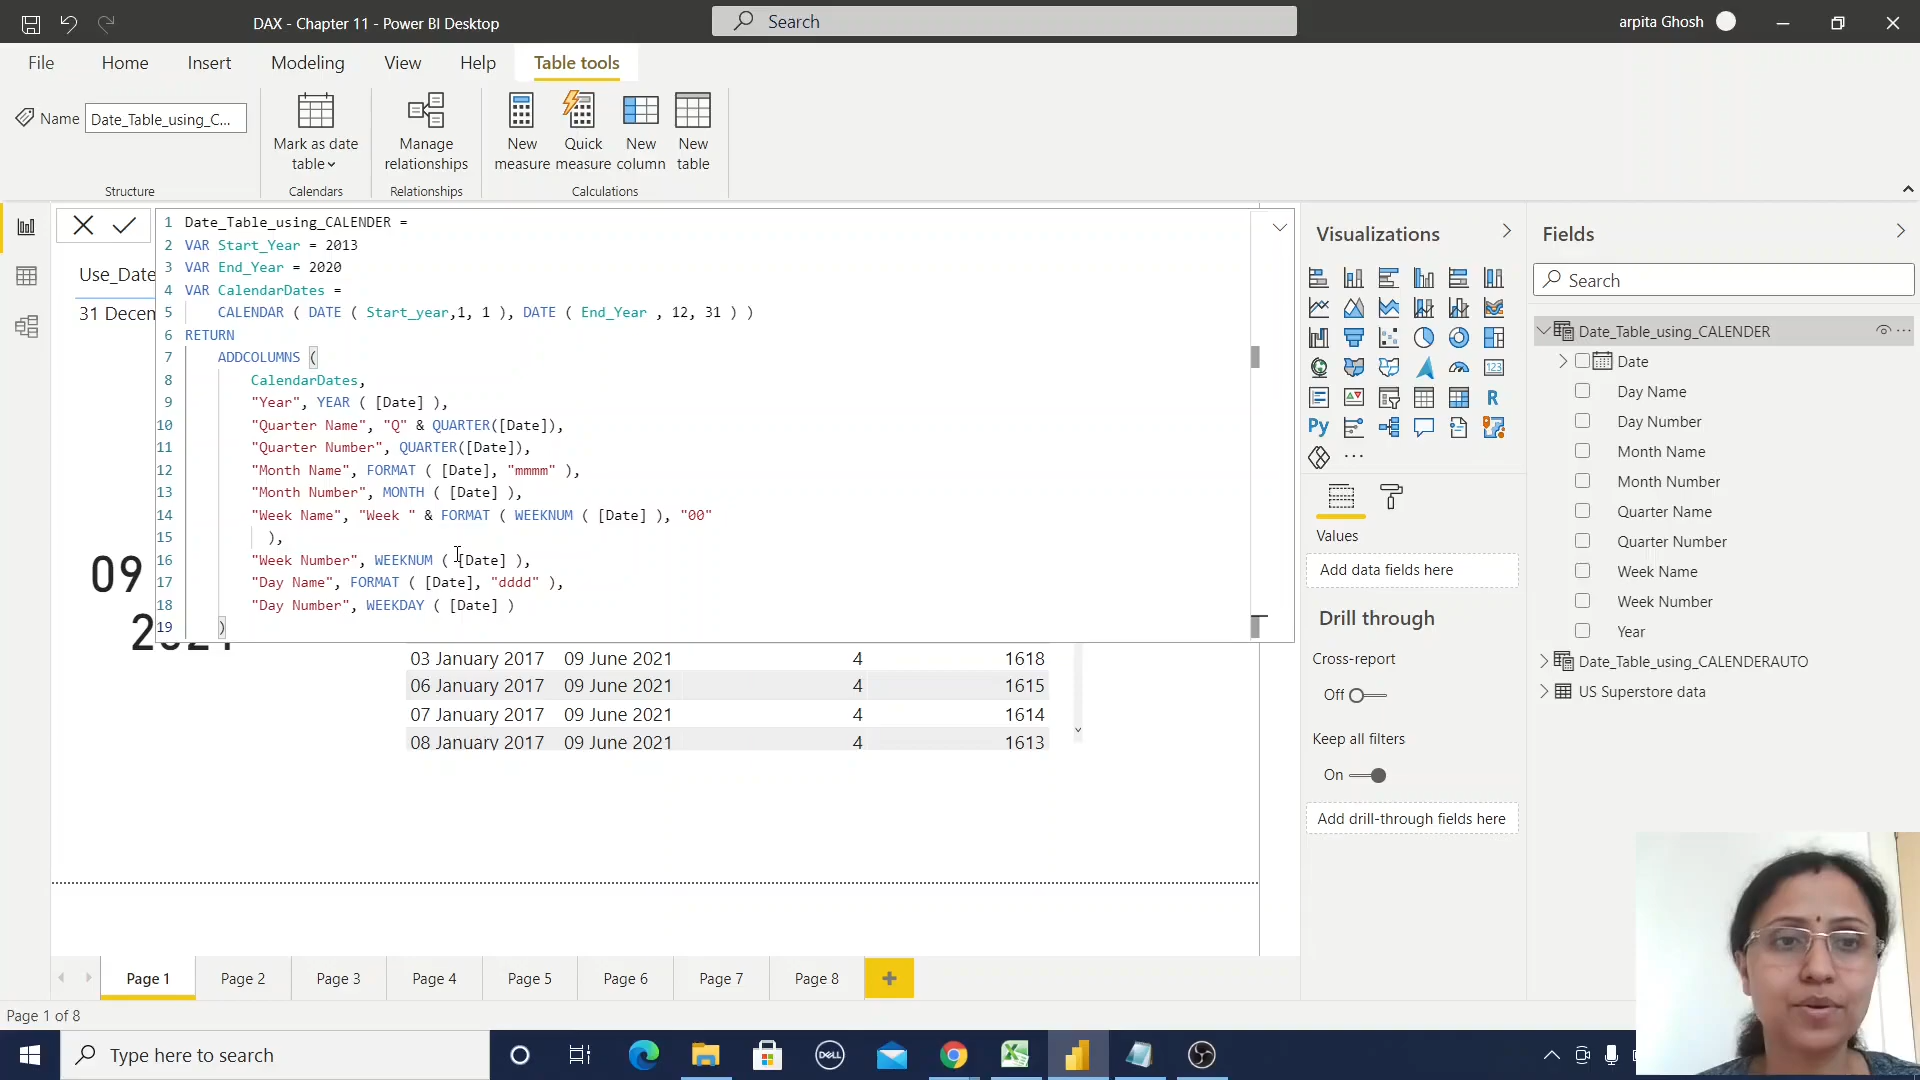 DAX - Chapter 11 - Power BI Desktop
Search
arpita Ghosh
File
Home
Insert
Modeling
View
Help
Table tools
Name
Date_Table_using_C...
Mark as date table
Manage relationships
New measure
Quick measure
New column
New table
Structure
Calendars
Relationships
Calculations
1 Date_Table_using_CALENDER =
2 VAR Start_Year = 2013
3 VAR End_Year = 2020
4 VAR CalendarDates =
5 CALENDAR ( DATE ( Start_year,1, 1 ), DATE ( End_Year , 12, 31 ) )
6 RETURN
7 ADDCOLUMNS (
8 CalendarDates,
9 "Year", YEAR ( [Date] ),
10 "Quarter Name", "Q" & QUARTER([Date]),
11 "Quarter Number", QUARTER([Date]),
12 "Month Name", FORMAT ( [Date], "mmmm" ),
13 "Month Number", MONTH ( [Date] ),
14 "Week Name", "Week " & FORMAT ( WEEKNUM ( [Date] ), "00"
15 ),
16 "Week Number", WEEKNUM ( [Date] ),
17 "Day Name", FORMAT ( [Date], "dddd" ),
18 "Day Number", WEEKDAY ( [Date] )
19 )
Use_Date
31 Decem
09
03 January 2017 09 June 2021 4 1618
06 January 2017 09 June 2021 4 1615
07 January 2017 09 June 2021 4 1614
08 January 2017 09 June 2021 4 1613
Visualizations
123
R
Py
Values
Add data fields here
Drill through
Cross-report
Off
Keep all filters
On
Add drill-through fields here
Fields
Search
Date_Table_using_CALENDER
Date
Day Name
Day Number
Month Name
Month Number
Quarter Name
Quarter Number
Week Name
Week Number
Year
Date_Table_using_CALENDERAUTO
US Superstore data
Page 1
Page 2
Page 3
Page 4
Page 5
Page 6
Page 7
Page 8
Page 1 of 8
Type here to search
DELL